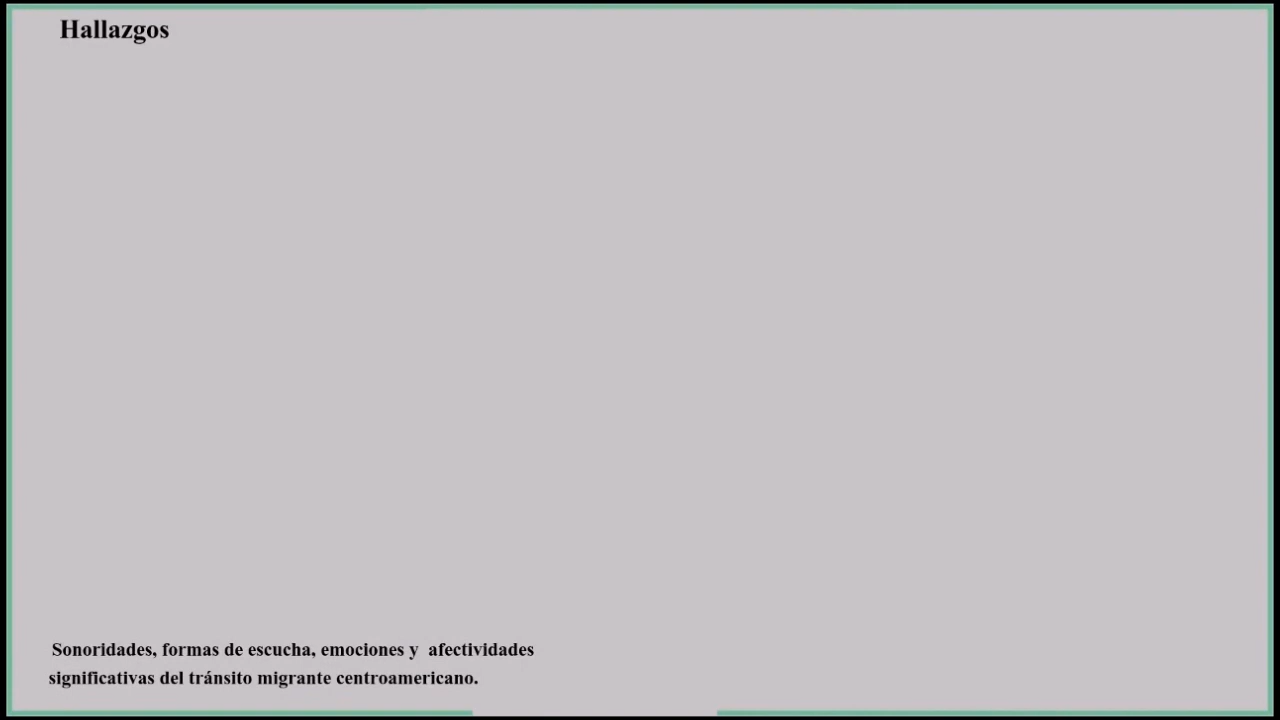 Hallazgos
Sonoridades, formas de escucha, emociones y  afectividades
significativas del tránsito migrante centroamericano.